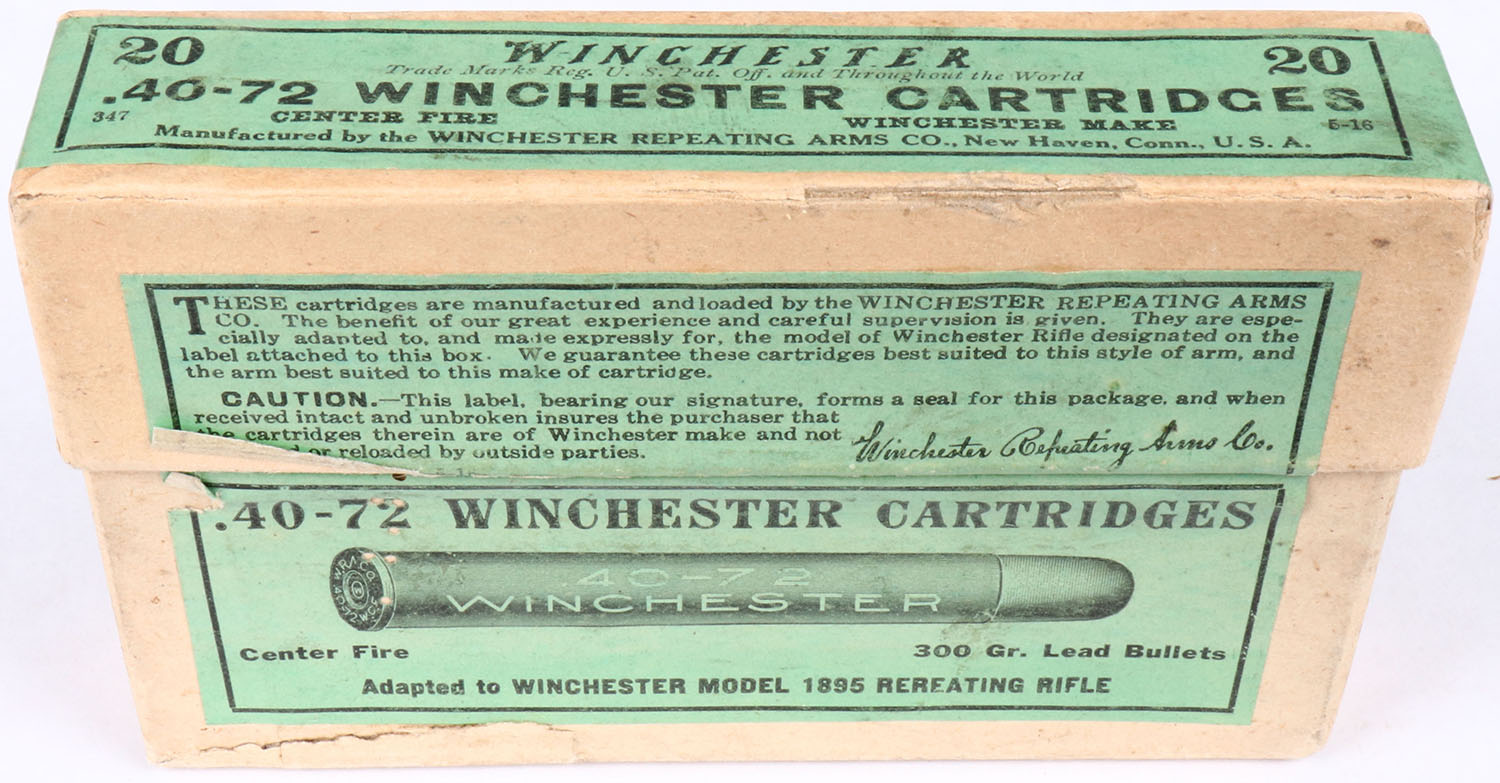 20 WINCHESTER 20
Trade Marks Reg. U. S. Pat. Off. and Throughout the World
.40-72 WINCHESTER CARTRIDGES
347 CENTER FIRE WINCHESTER MAKE 5-16
Manufactured by the WINCHESTER REPEATING ARMS CO., New Haven, Conn., U. S. A.
THESE cartridges are manufactured and loaded by the WINCHESTER REPEATING ARMS
CO. The benefit of our great experience and careful supervision is given. They are espe-
cially adapted to, and made expressly for, the model of Winchester Rifle designated on the
label attached to this box. We guarantee these cartridges best suited to this style of arm, and
the arm best suited to this make of cartridge.
CAUTION.—This label, bearing our signature, forms a seal for this package, and when
received intact and unbroken insures the purchaser that
the cartridges therein are of Winchester make and not
or reloaded by outside parties.
Winchester Repeating Arms Co.
.40-72 WINCHESTER CARTRIDGES
W.R.A. CO.
40-72 W.C.F.
.40-72
WINCHESTER
Center Fire 300 Gr. Lead Bullets
Adapted to WINCHESTER MODEL 1895 REREATING RIFLE